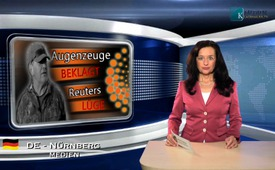 Augenzeuge
BEKLAGT
Reuters
LÜGE
DE - NÜRNBERG
MEDIEN